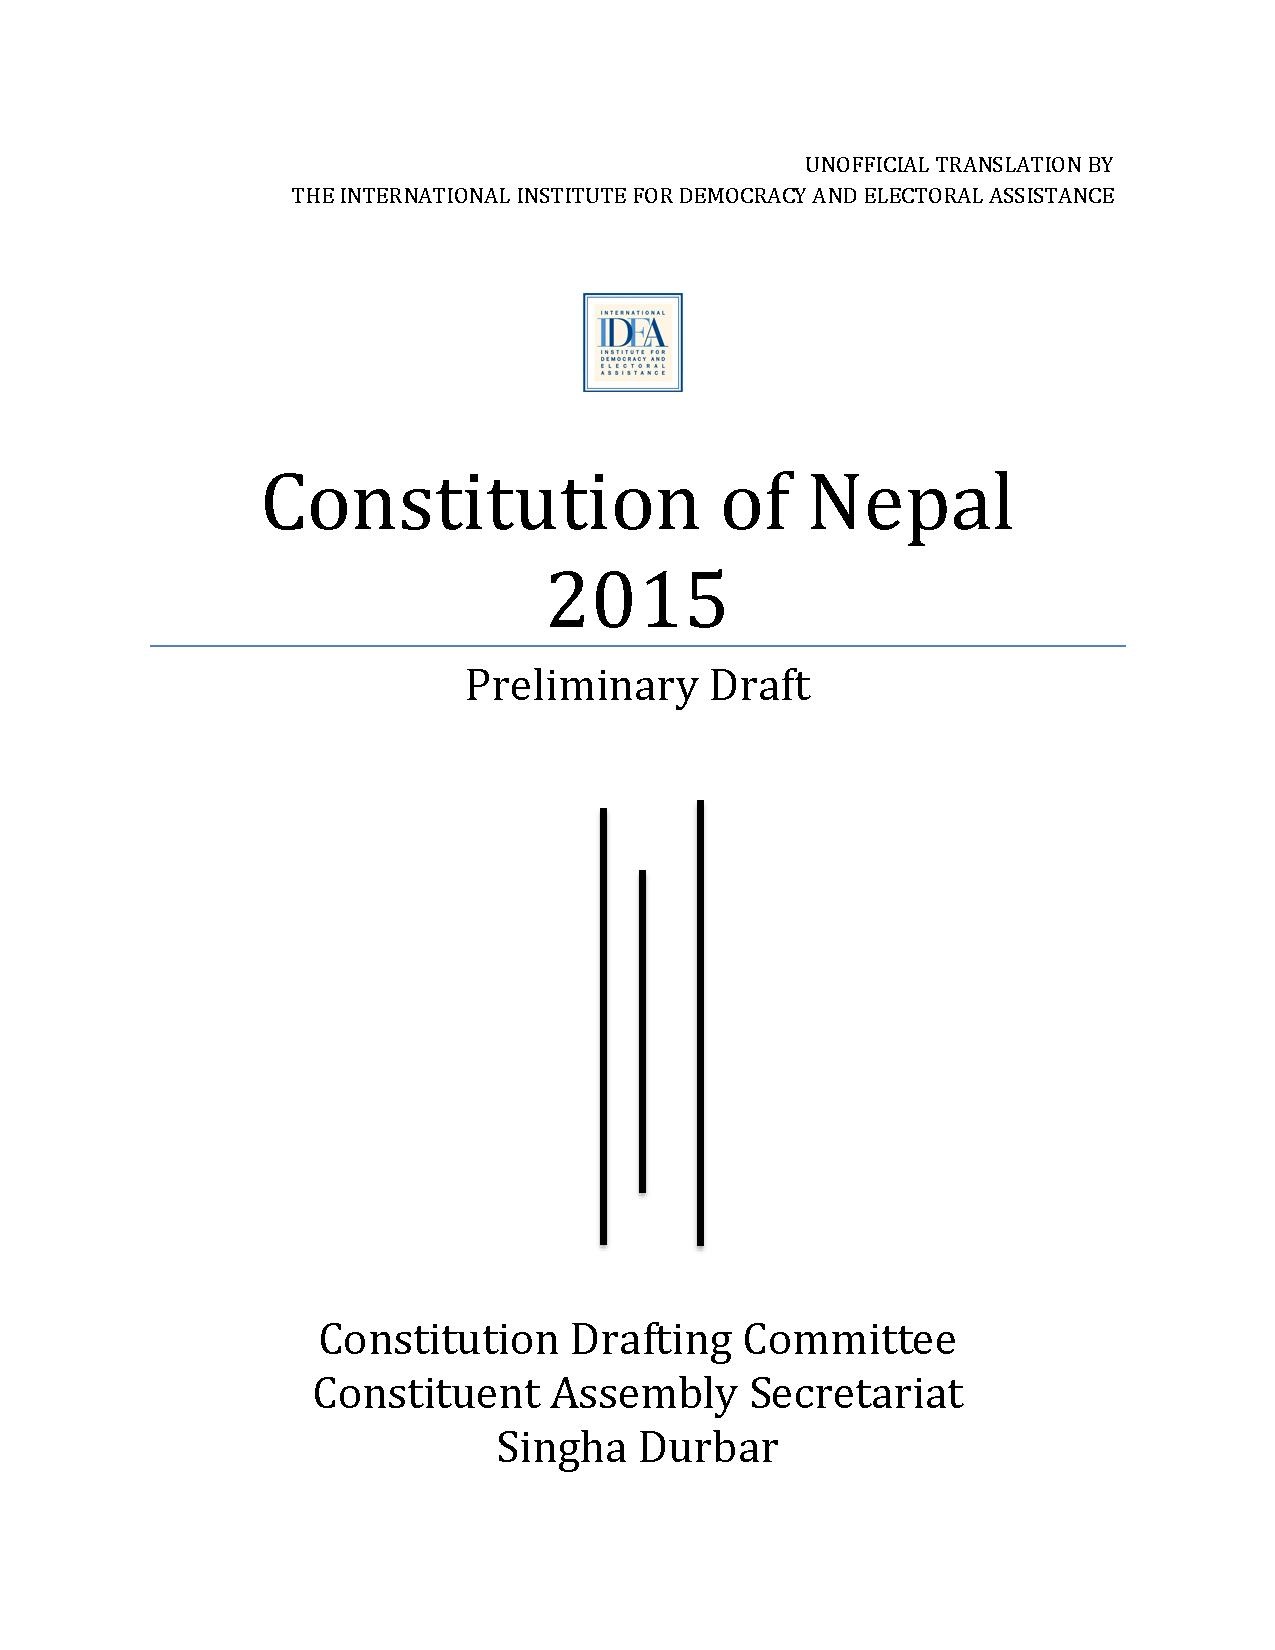 UNOFFICIAL TRANSLATION BY
THE INTERNATIONAL INSTITUTE FOR DEMOCRACY AND ELECTORAL ASSISTANCE
INTERNATIONAL
IDEA
INSTITUTE FOR
DEMOCRACY AND
ELECTORAL
ASSISTANCE
Constitution of Nepal
2015
Preliminary Draft
Constitution Drafting Committee
Constituent Assembly Secretariat
Singha Durbar